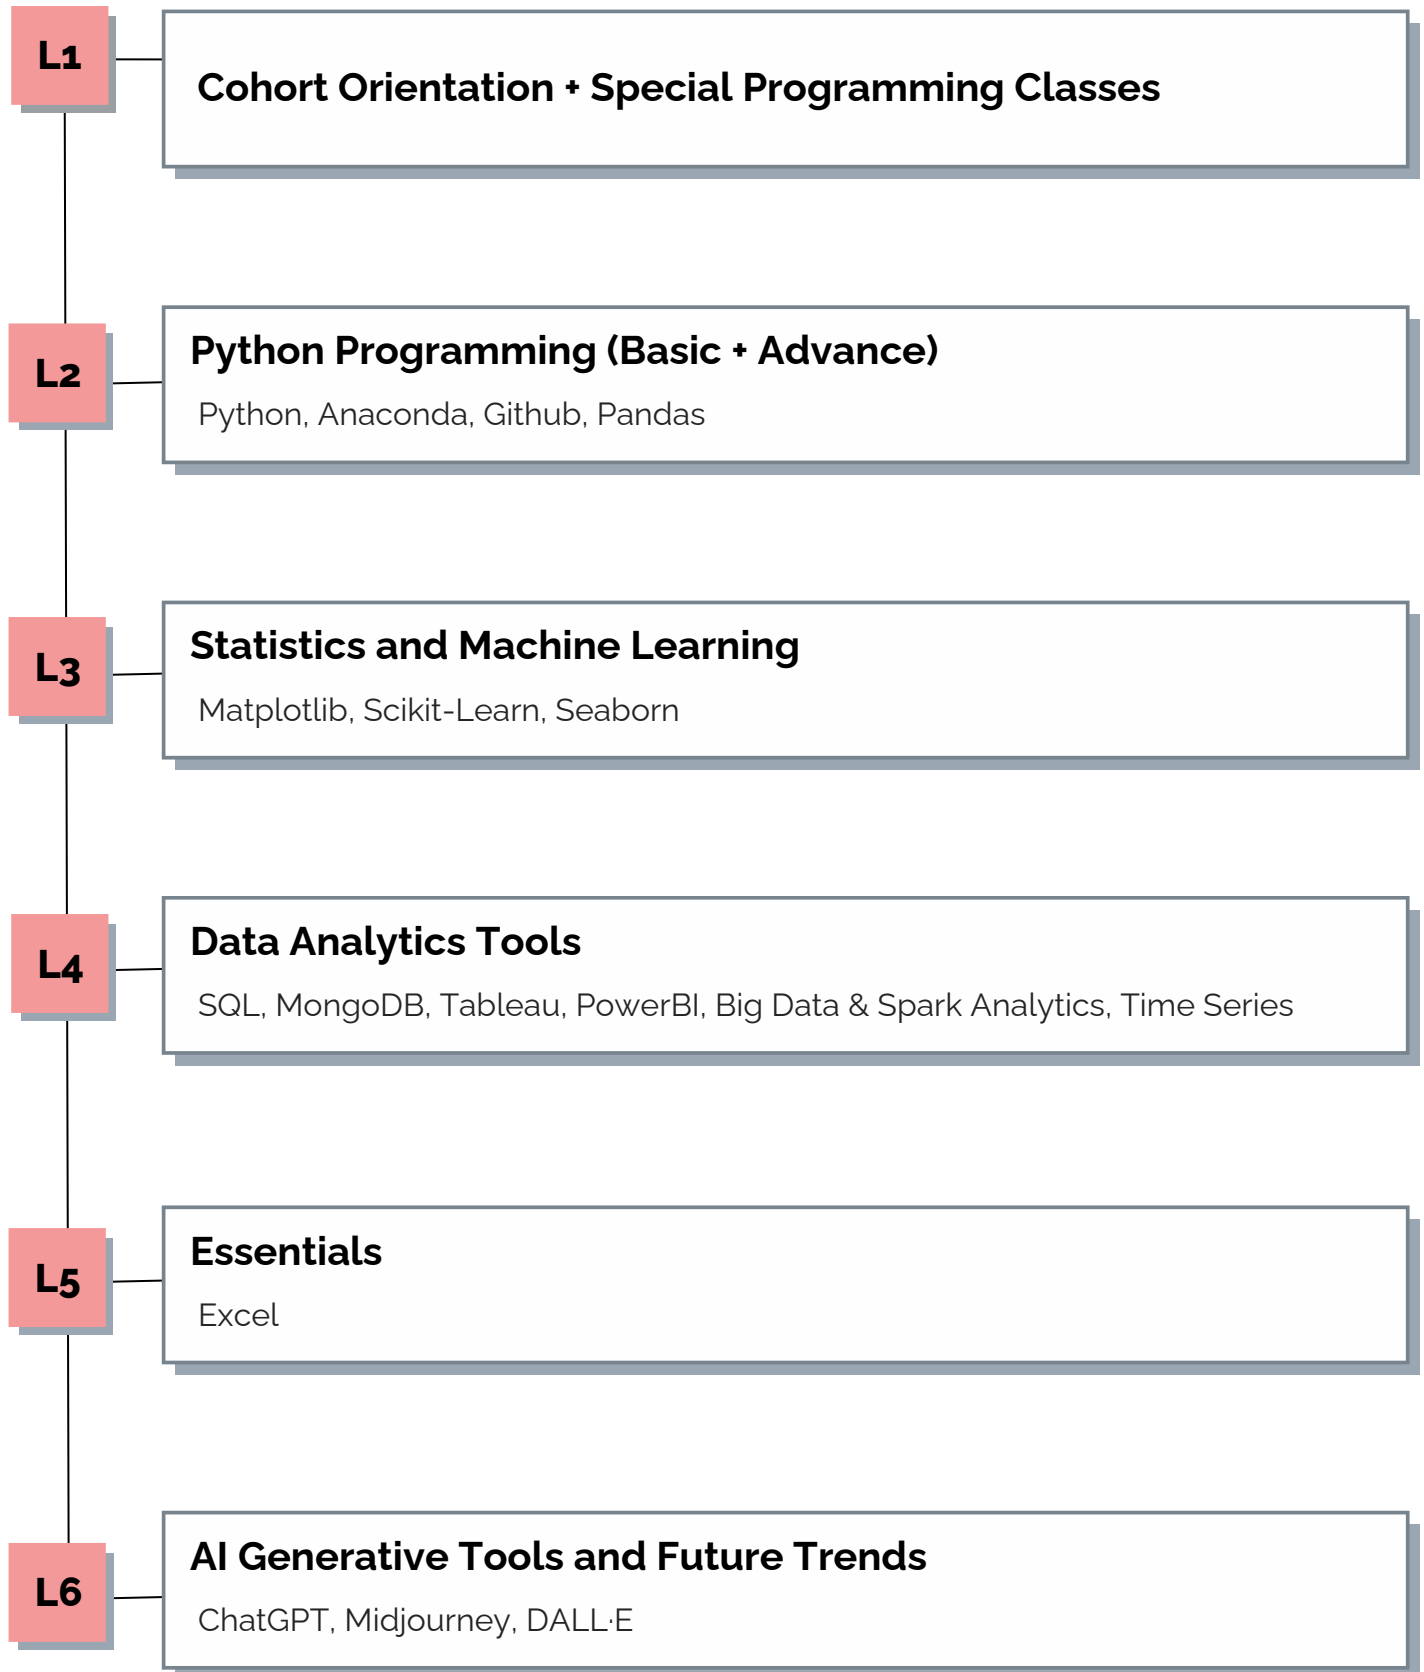 L1
Cohort Orientation + Special Programming Classes
L2
Python Programming (Basic + Advance)
Python, Anaconda, Github, Pandas
L3
Statistics and Machine Learning
Matplotlib, Scikit-Learn, Seaborn
L4
Data Analytics Tools
SQL, MongoDB, Tableau, PowerBI, Big Data & Spark Analytics, Time Series
L5
Essentials
Excel
L6
AI Generative Tools and Future Trends
ChatGPT, Midjourney, DALL·E